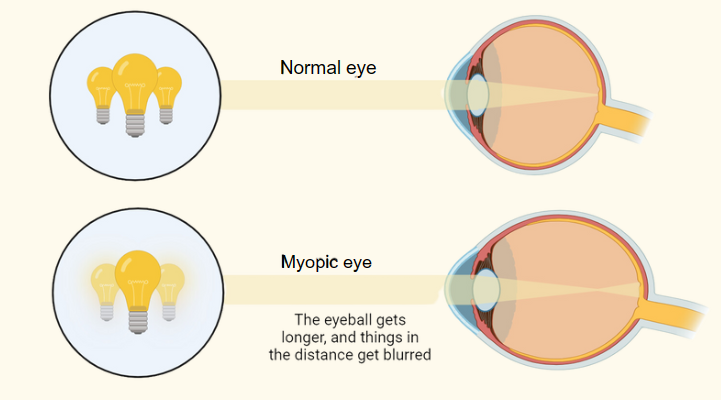 Normal eye
Myopic eye
The eyeball gets
longer, and things in
the distance get blurred